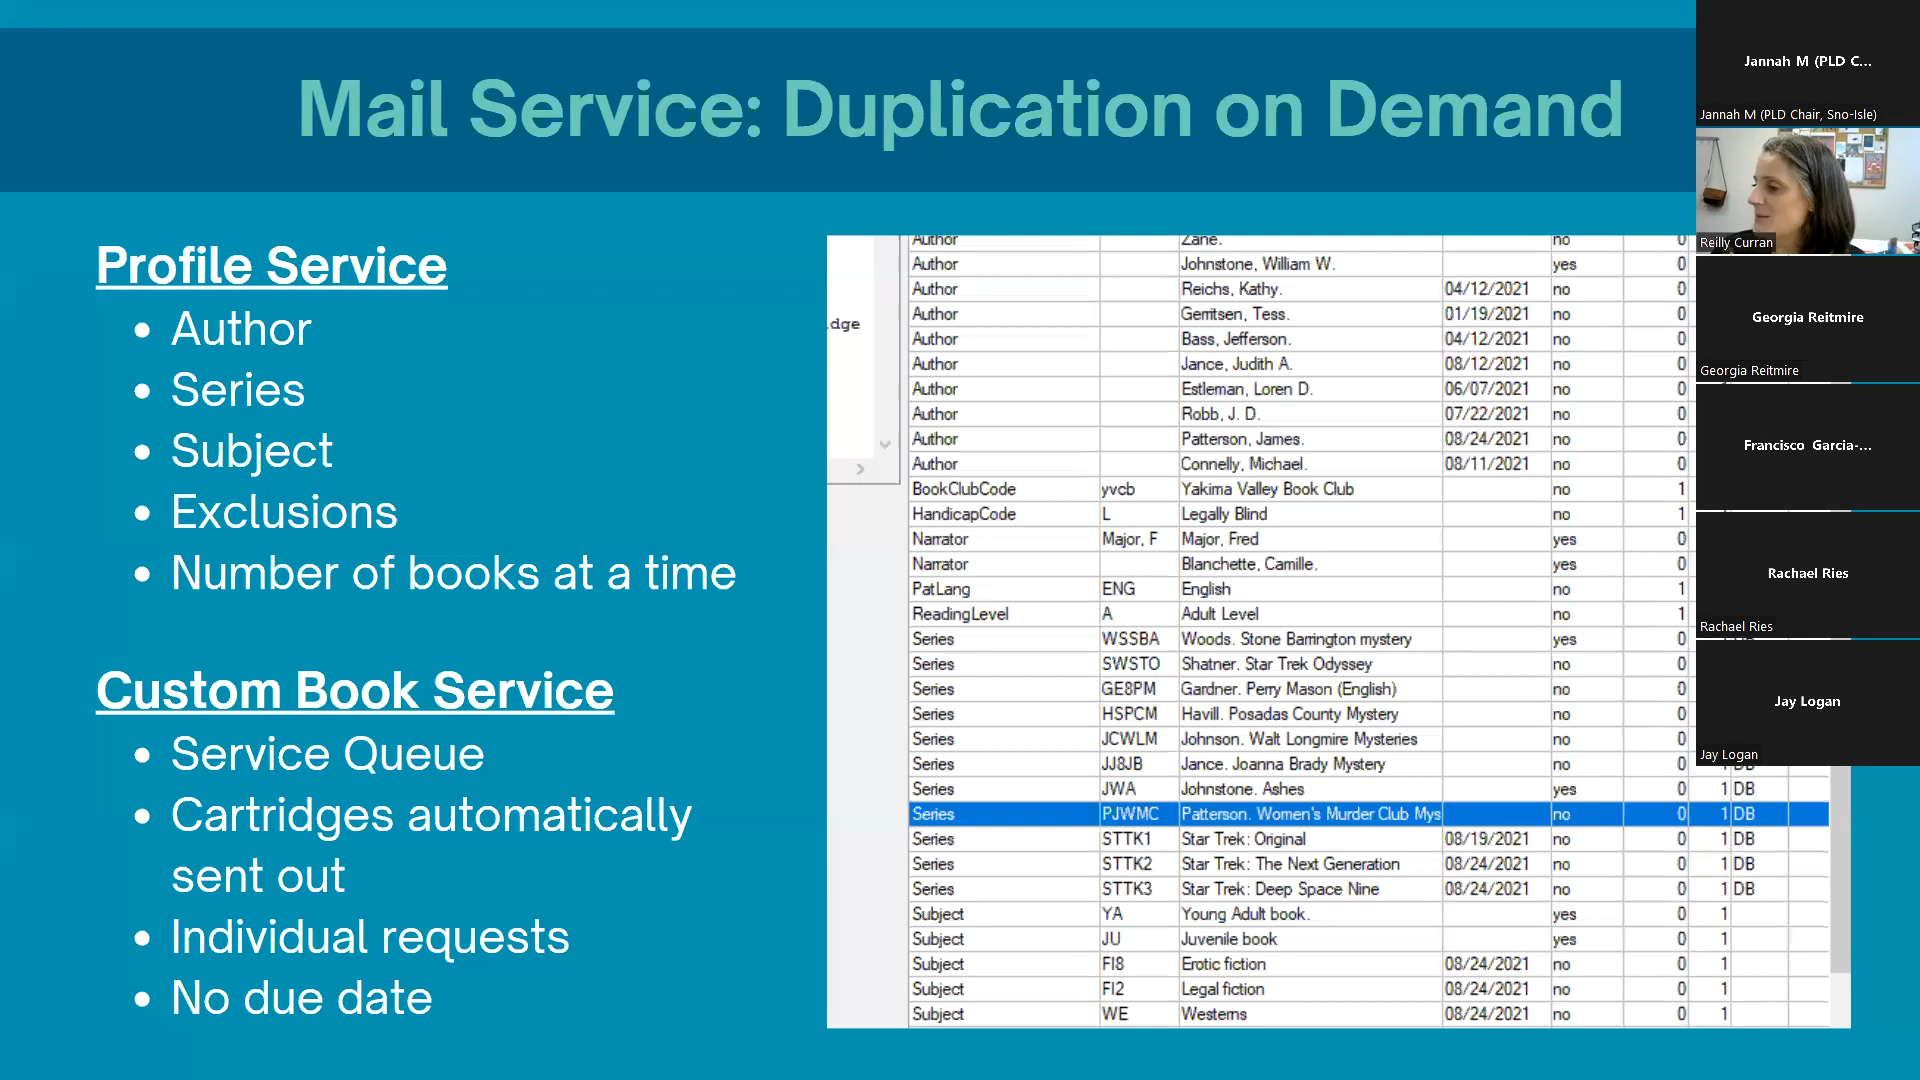 Mail Service: Duplication on Demand
Profile Service
• Author
• Series
• Subject
• Exclusions
• Number of books at a time
Custom Book Service
• Service Queue
• Cartridges automatically
sent out
• Individual requests
• No due date
dge
Author Zane. no 0
Author Johnstone, William W. yes 0
Author Reichs, Kathy. 04/12/2021 no 0
Author Gerritsen, Tess. 01/19/2021 no 0
Author Bass, Jefferson. 04/12/2021 no 0
Author Jance, Judith A. 08/12/2021 no 0
Author Estleman, Loren D. 06/07/2021 no 0
Author Robb, J. D. 07/22/2021 no 0
Author Patterson, James. 08/24/2021 no 0
Author Connelly, Michael. 08/11/2021 no 0
BookClubCode yvcb Yakima Valley Book Club no 1
HandicapCode L Legally Blind no 1
Narrator Major, F Major, Fred yes 0
Narrator Blanchette, Camille. yes 0
PatLang ENG English no 1
ReadingLevel A Adult Level no 1
Series WSSBA Woods. Stone Barrington mystery yes 0
Series SWSTO Shatner. Star Trek Odyssey no 0
Series GE8PM Gardner. Perry Mason (English) no 0
Series HSPCM Havill. Posadas County Mystery no 0
Series JCWLM Johnson. Walt Longmire Mysteries no 0
Series JJ8JB Jance. Joanna Brady Mystery no 0 1 DB
Series JWA Johnstone. Ashes yes 0 1 DB
Series PJWMC Patterson. Women's Murder Club Mys no 0 1 DB
Series STTK1 Star Trek: Original 08/19/2021 no 0 1 DB
Series STTK2 Star Trek: The Next Generation 08/24/2021 no 0 1 DB
Series STTK3 Star Trek: Deep Space Nine 08/24/2021 no 0 1 DB
Subject YA Young Adult book. yes 0 1
Subject JU Juvenile book yes 0 1
Subject FI8 Erotic fiction 08/24/2021 no 0 1
Subject FI2 Legal fiction 08/24/2021 no 0 1
Subject WE Westerns 08/24/2021 no 0 1
Jannah M (PLD C...
Jannah M (PLD Chair, Sno-Isle)
Reilly Curran
Georgia Reitmire
Georgia Reitmire
Francisco Garcia-...
Rachael Ries
Rachael Ries
Jay Logan
Jay Logan